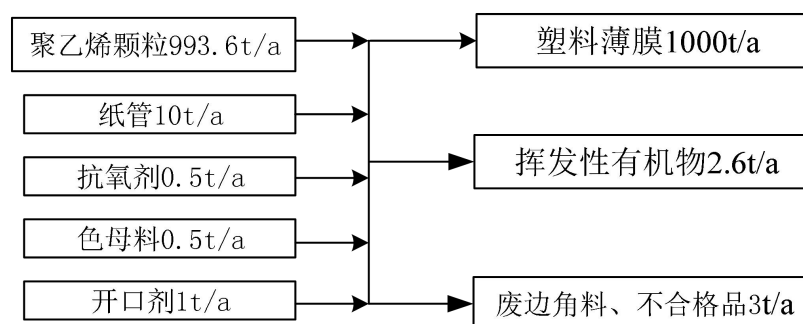 聚乙烯颗粒993.6t/a
纸管10t/a
抗氧剂0.5t/a
色母料0.5t/a
开口剂1t/a
塑料薄膜1000t/a
挥发性有机物2.6t/a
废边角料、不合格品3t/a